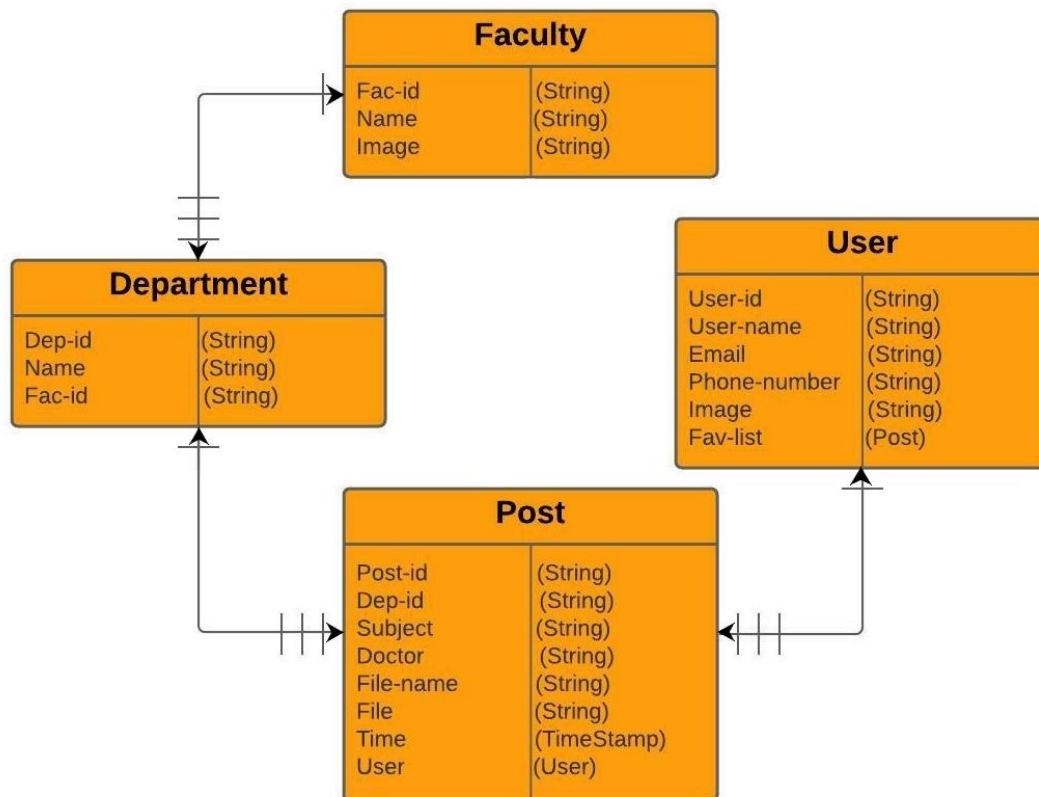 Faculty
Fac-id (String)
Name (String)
Image (String)
User
User-id (String)
User-name (String)
Email (String)
Phone-number (String)
Image (String)
Fav-list (Post)
Department
Dep-id (String)
Name (String)
Fac-id (String)
Post
Post-id (String)
Dep-id (String)
Subject (String)
Doctor (String)
File-name (String)
File (String)
Time (TimeStamp)
User (User)